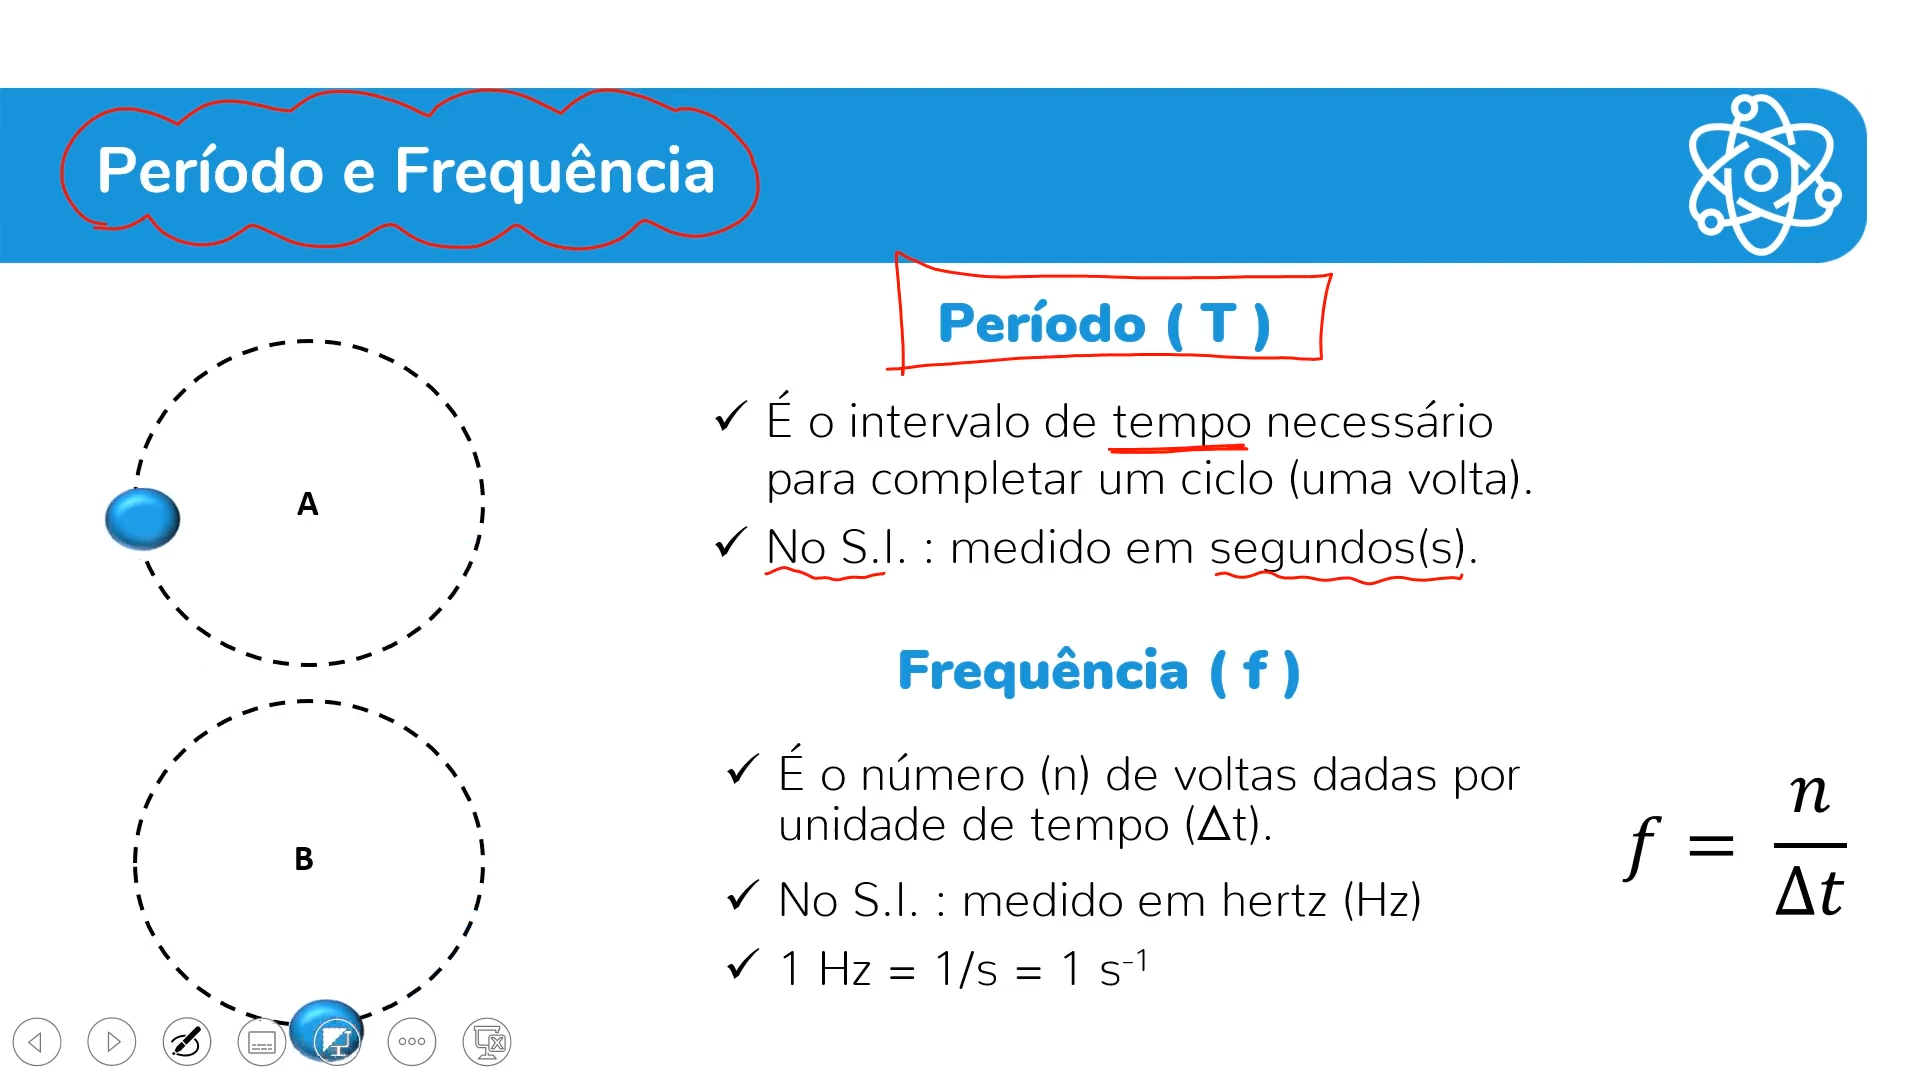 Período e Frequência
Período ( T )
✓ É o intervalo de tempo necessário
para completar um ciclo (uma volta).
✓ No S.I. : medido em segundos(s).
A
Frequência ( f )
✓ É o número (n) de voltas dadas por
unidade de tempo (Δt).
✓ No S.I. : medido em hertz (Hz)
✓ 1 Hz = 1/s = 1 s⁻¹
f = n/Δt
B